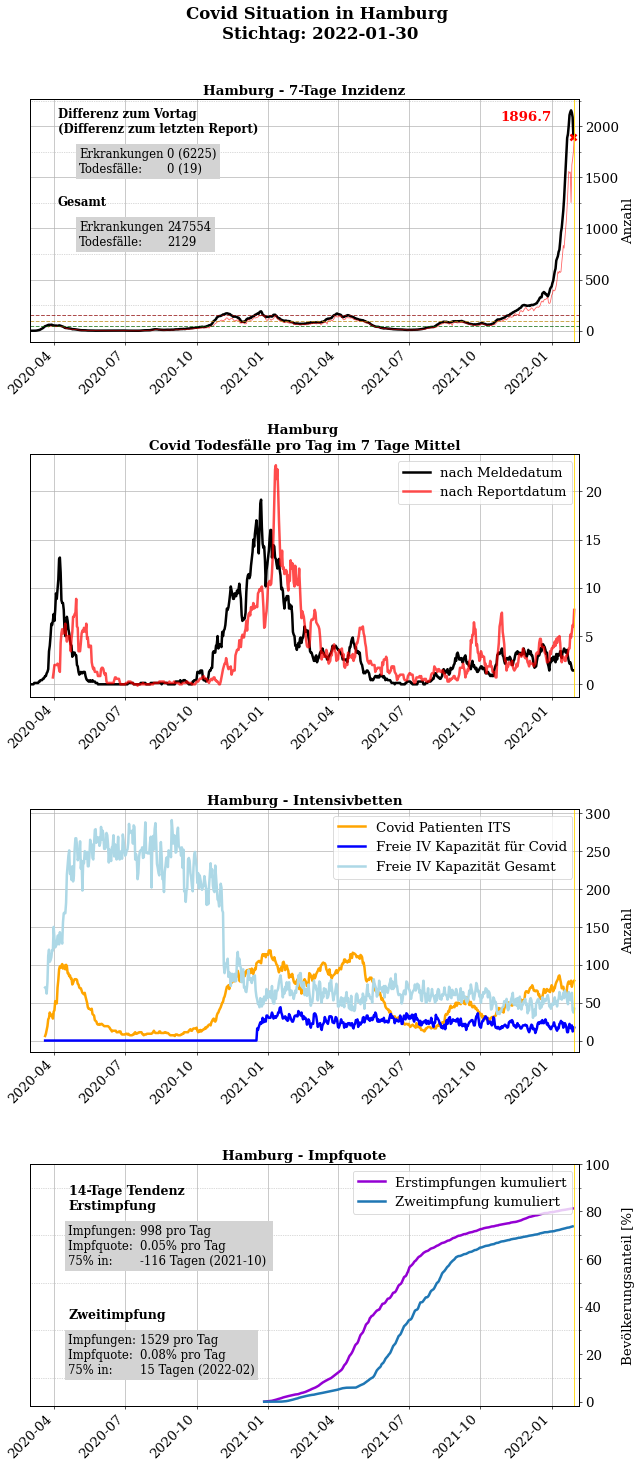 Covid Situation in Hamburg
Stichtag: 2022-01-30
Hamburg - 7-Tage Inzidenz
Differenz zum Vortag
(Differenz zum letzten Report)
Erkrankungen 0 (6225)
Todesfälle: 0 (19)
Gesamt
Erkrankungen 247554
Todesfälle: 2129
1896.7
2000
1500
1000
500
0
Anzahl
2020-04
2020-07
2020-10
2021-01
2021-04
2021-07
2021-10
2022-01
Hamburg
Covid Todesfälle pro Tag im 7 Tage Mittel
nach Meldedatum
nach Reportdatum
20
15
10
5
0
2020-04
2020-07
2020-10
2021-01
2021-04
2021-07
2021-10
2022-01
Hamburg - Intensivbetten
Covid Patienten ITS
Freie IV Kapazität für Covid
Freie IV Kapazität Gesamt
300
250
200
150
100
50
0
Anzahl
2020-04
2020-07
2020-10
2021-01
2021-04
2021-07
2021-10
2022-01
Hamburg - Impfquote
14-Tage Tendenz
Erstimpfung
Impfungen: 998 pro Tag
Impfquote: 0.05% pro Tag
75% in: -116 Tagen (2021-10)
Zweitimpfung
Impfungen: 1529 pro Tag
Impfquote: 0.08% pro Tag
75% in: 15 Tagen (2022-02)
Erstimpfungen kumuliert
Zweitimpfung kumuliert
100
80
60
40
20
0
Bevölkerungsanteil [%]
2020-04
2020-07
2020-10
2021-01
2021-04
2021-07
2021-10
2022-01